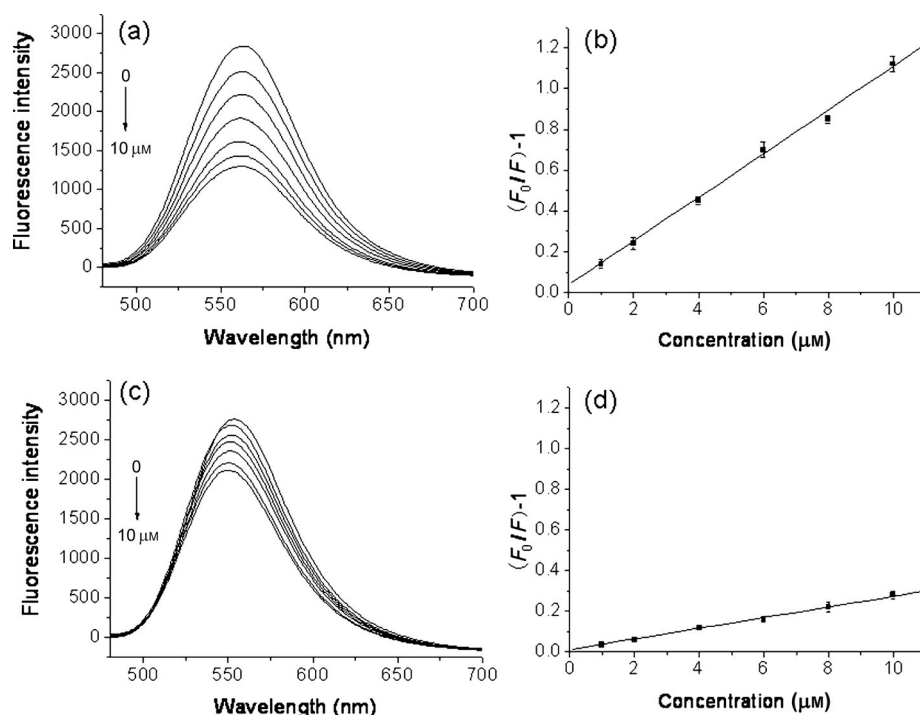 (a)
Fluorescence intensity
3000
2500
2000
1500
1000
500
0
0
10 μM
500 550 600 650 700
Wavelength (nm)
(b)
(F0/F)-1
1.2
1.0
0.8
0.6
0.4
0.2
0.0
0 2 4 6 8 10
Concentration (μM)
(c)
Fluorescence intensity
3000
2500
2000
1500
1000
500
0
0
10 μM
500 550 600 650 700
Wavelength (nm)
(d)
(F0/F)-1
1.2
1.0
0.8
0.6
0.4
0.2
0.0
0 2 4 6 8 10
Concentration (μM)